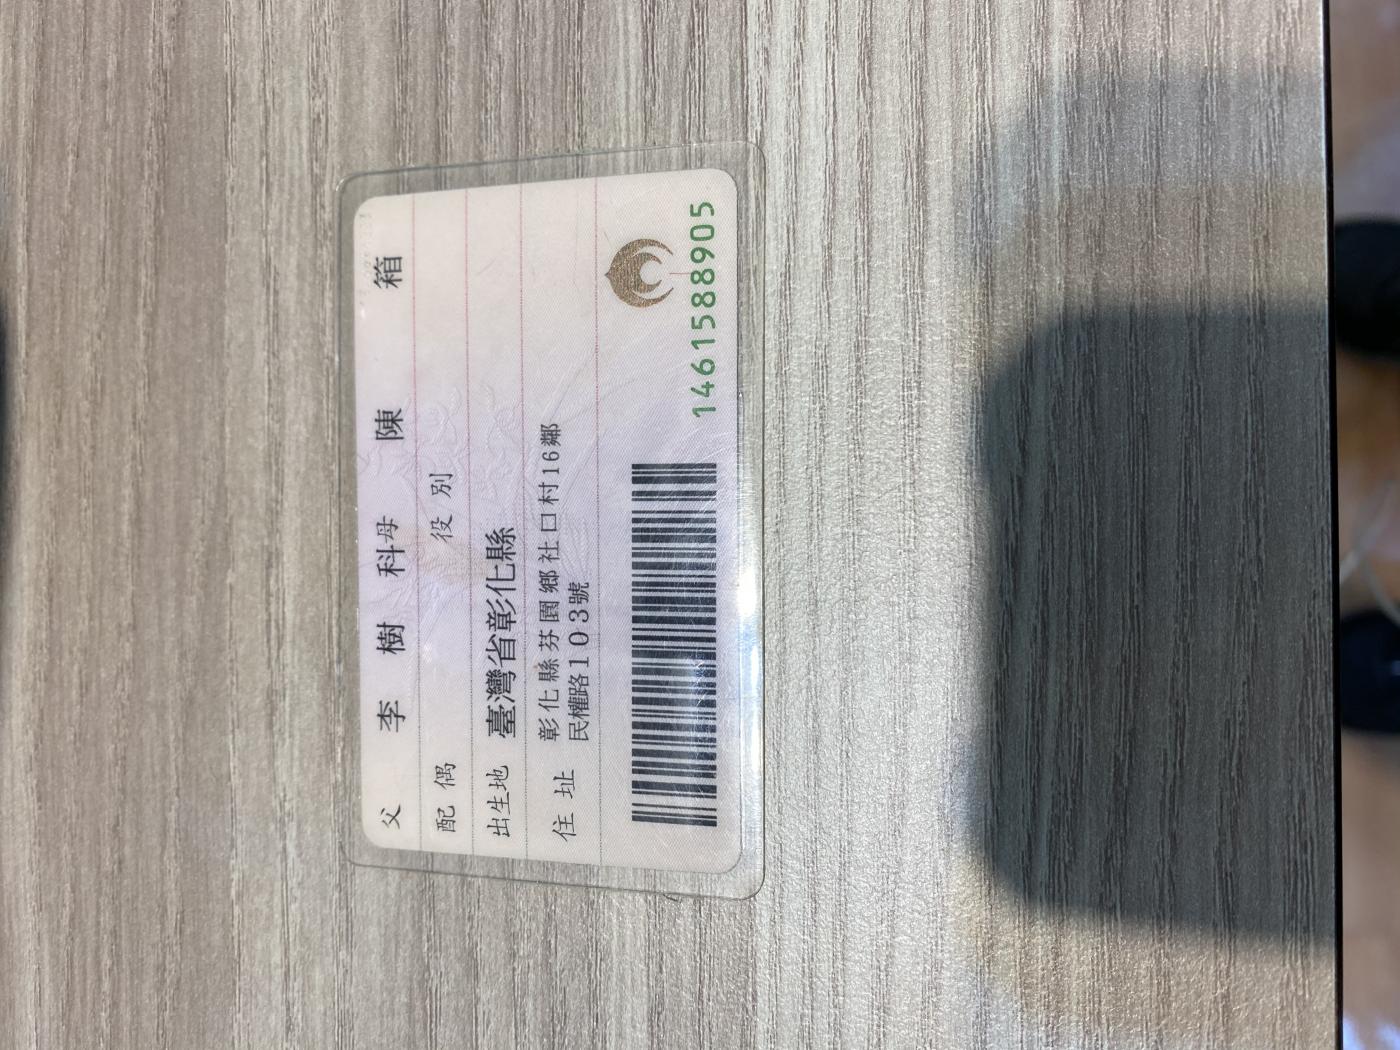 父 李 樹 科 母 陳 箱
配偶 役別
出生地 臺灣省彰化縣
住址 彰化縣芬園鄉社口村16鄰
民權路103號
1461588905